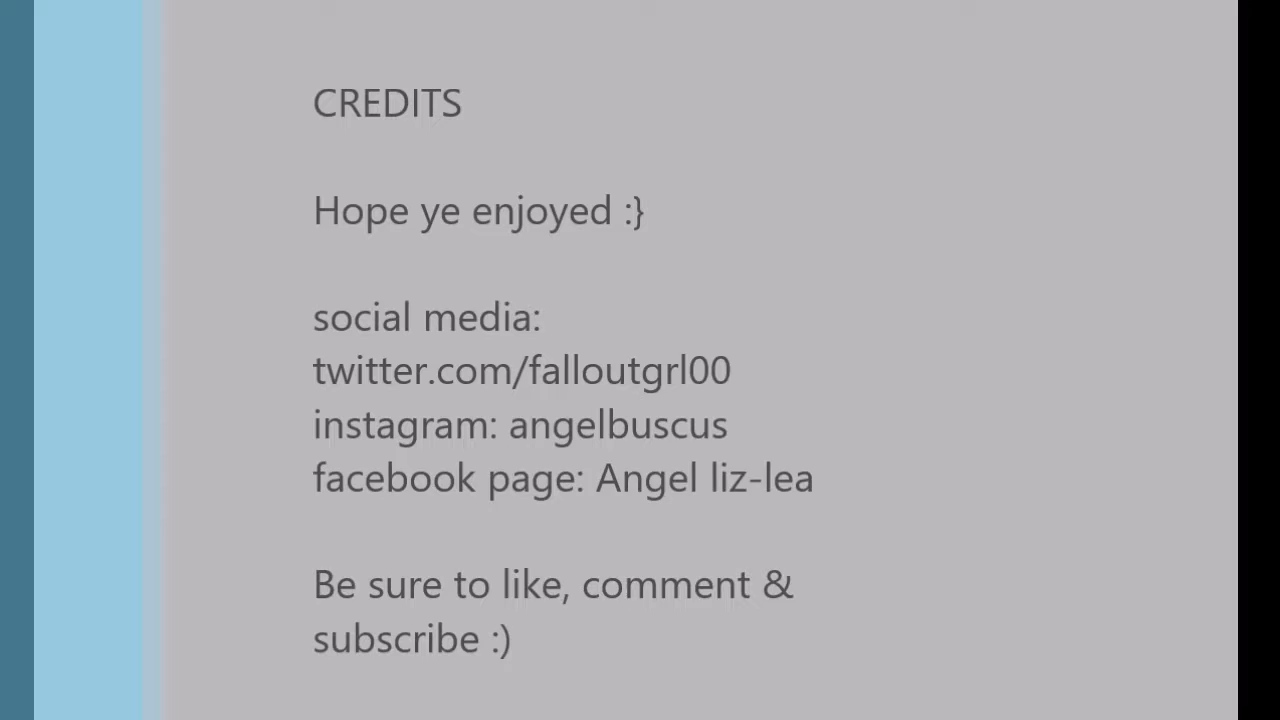 CREDITS
Hope ye enjoyed :}
social media:
twitter.com/falloutgrl00
instagram: angelbuscus
facebook page: Angel liz-lea
Be sure to like, comment &
subscribe :)